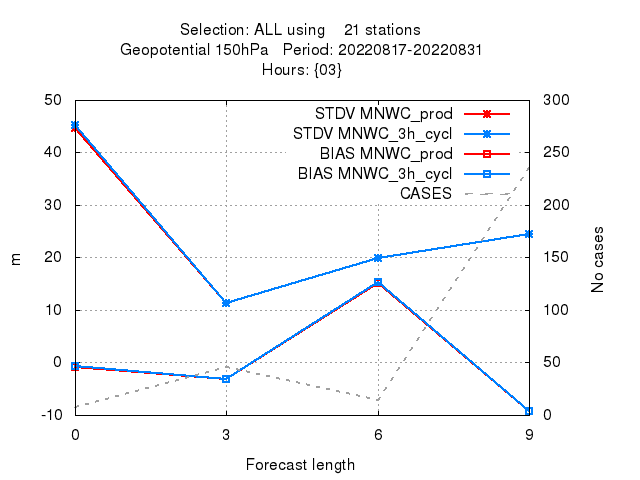 Selection: ALL using 21 stations
Geopotential 150hPa Period: 20220817-20220831
Hours: {03}
STDV MNWC_prod
STDV MNWC_3h_cycl
BIAS MNWC_prod
BIAS MNWC_3h_cycl
CASES
50
40
30
20
10
0
-10
m
300
250
200
150
100
50
0
No cases
0 3 6 9
Forecast length